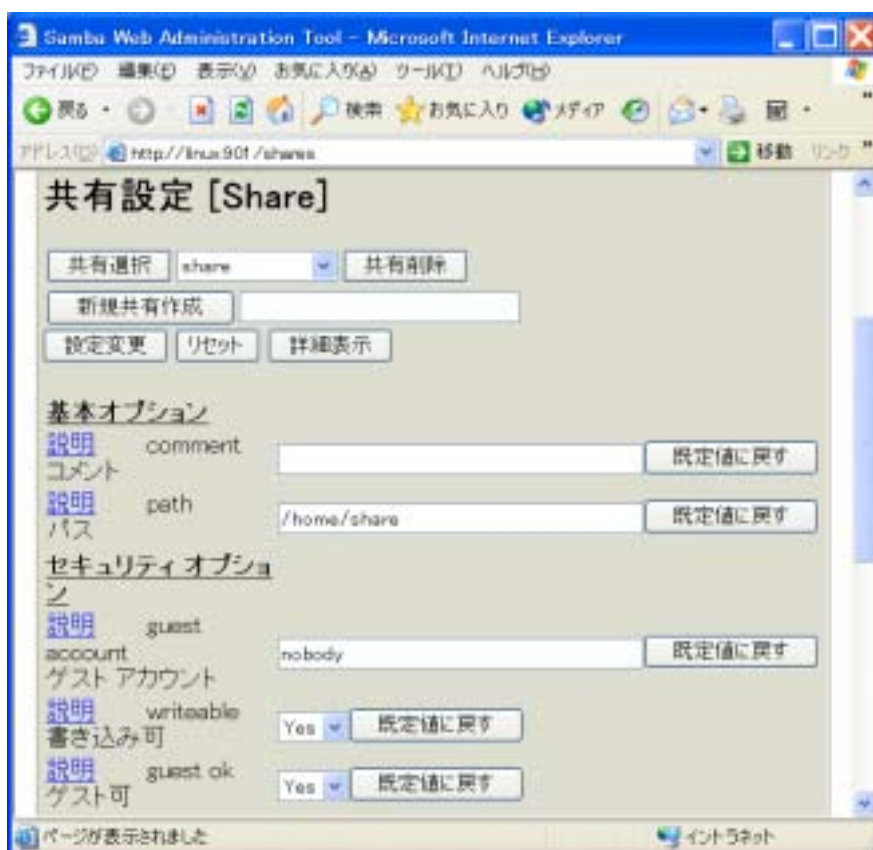 Samba Web Administration Tool - Microsoft Internet Explorer
ファイル(F) 編集(E) 表示(V) お気に入り(A) ツール(T) ヘルプ(H)
戻る 検索 お気に入り メディア
アドレス(D) http://linux:901/shares 移動 リンク
共有設定 [Share]
共有選択 share 共有削除
新規共有作成
設定変更 リセット 詳細表示
基本オプション
説明 comment
コメント 既定値に戻す
説明 path
パス /home/share 既定値に戻す
セキュリティ オプショ
ン
説明 guest
account nobody 既定値に戻す
ゲスト アカウント
説明 writeable
書き込み可 Yes 既定値に戻す
説明 guest ok
ゲスト可 Yes 既定値に戻す
ページが表示されました イントラネット